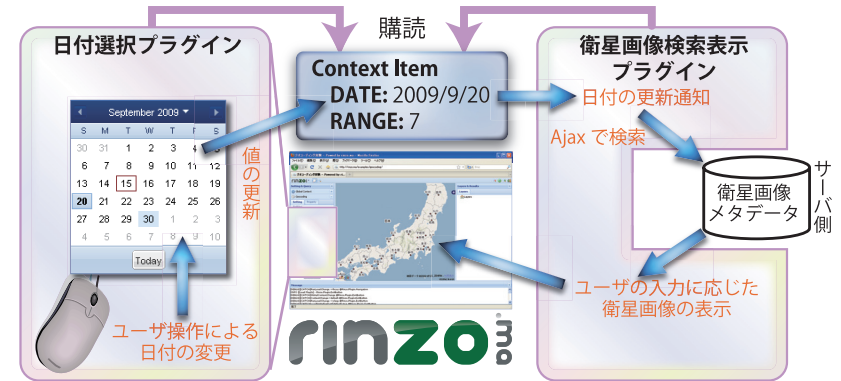 日付選択プラグイン
September 2009
S M T W T F S
30 31 1 2 3 4 5
6 7 8 9 10 11 12
13 14 15 16 17 18 19
20 21 22 23 24 25 26
27 28 29 30 1 2 3
4 5 6 7 8 9 10
Today
ユーザ操作による
日付の変更
値の更新
購読
Context Item
DATE: 2009/9/20
RANGE: 7
rinzo.ma
衛星画像検索表示
プラグイン
日付の更新通知
Ajax で検索
衛星画像
メタデータ
サーバ側
ユーザの入力に応じた
衛星画像の表示